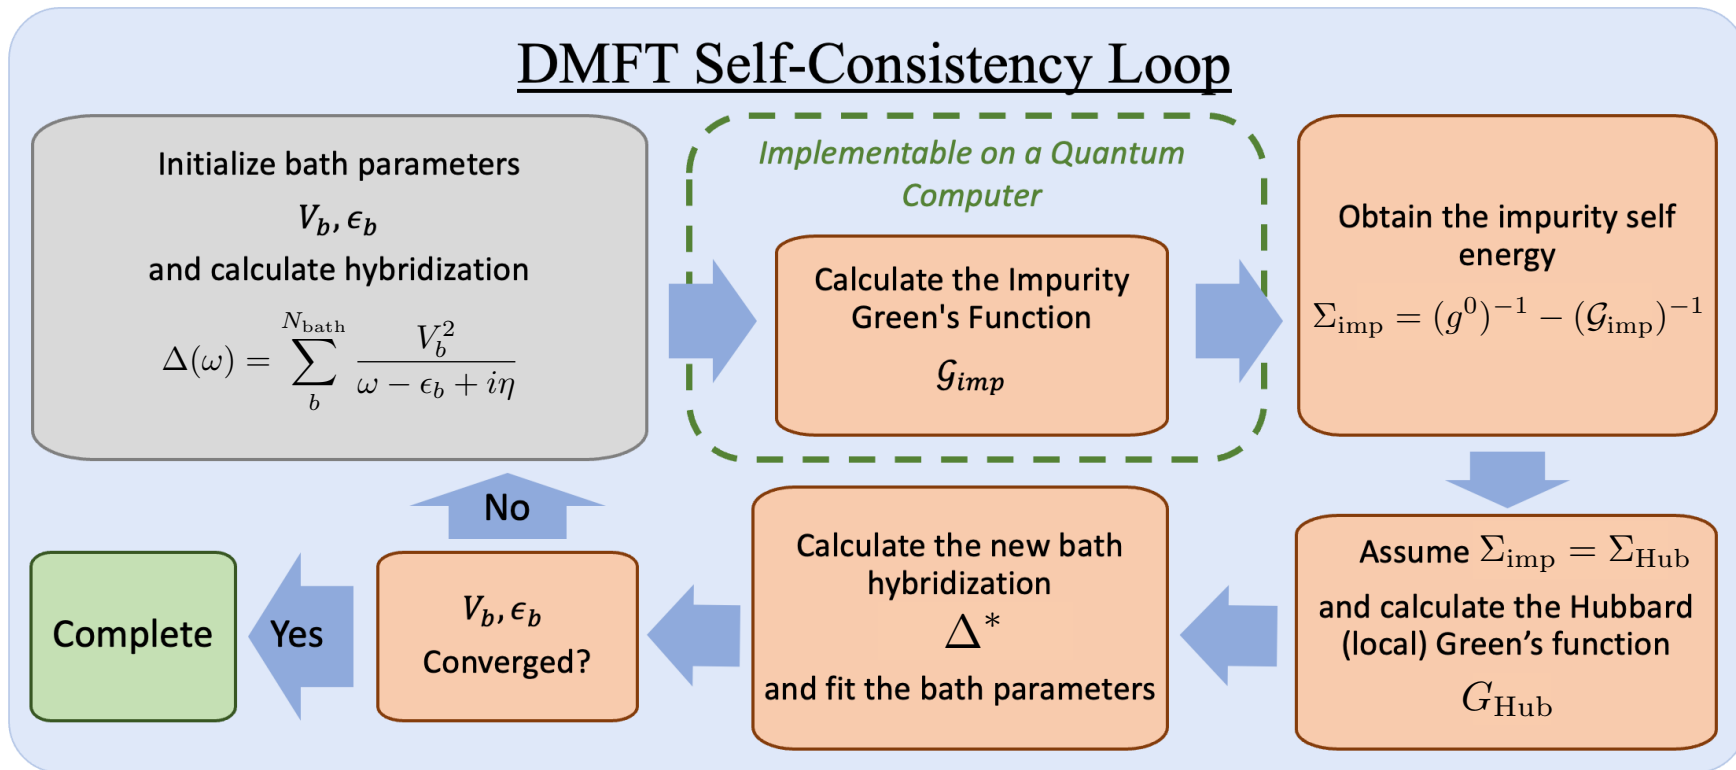 DMFT Self-Consistency Loop
Initialize bath parameters
V_b, ϵ_b
and calculate hybridization
Δ(ω) = ∑_b^{N_bath} V_b^2 / (ω − ϵ_b + iη)
Implementable on a Quantum
Computer
Calculate the Impurity
Green's Function
𝒢_imp
Obtain the impurity self
energy
Σ_imp = (g^0)^{−1} − (𝒢_imp)^{−1}
Assume Σ_imp = Σ_Hub
and calculate the Hubbard
(local) Green’s function
G_Hub
Calculate the new bath
hybridization
Δ*
and fit the bath parameters
V_b, ϵ_b
Converged?
No
Yes
Complete